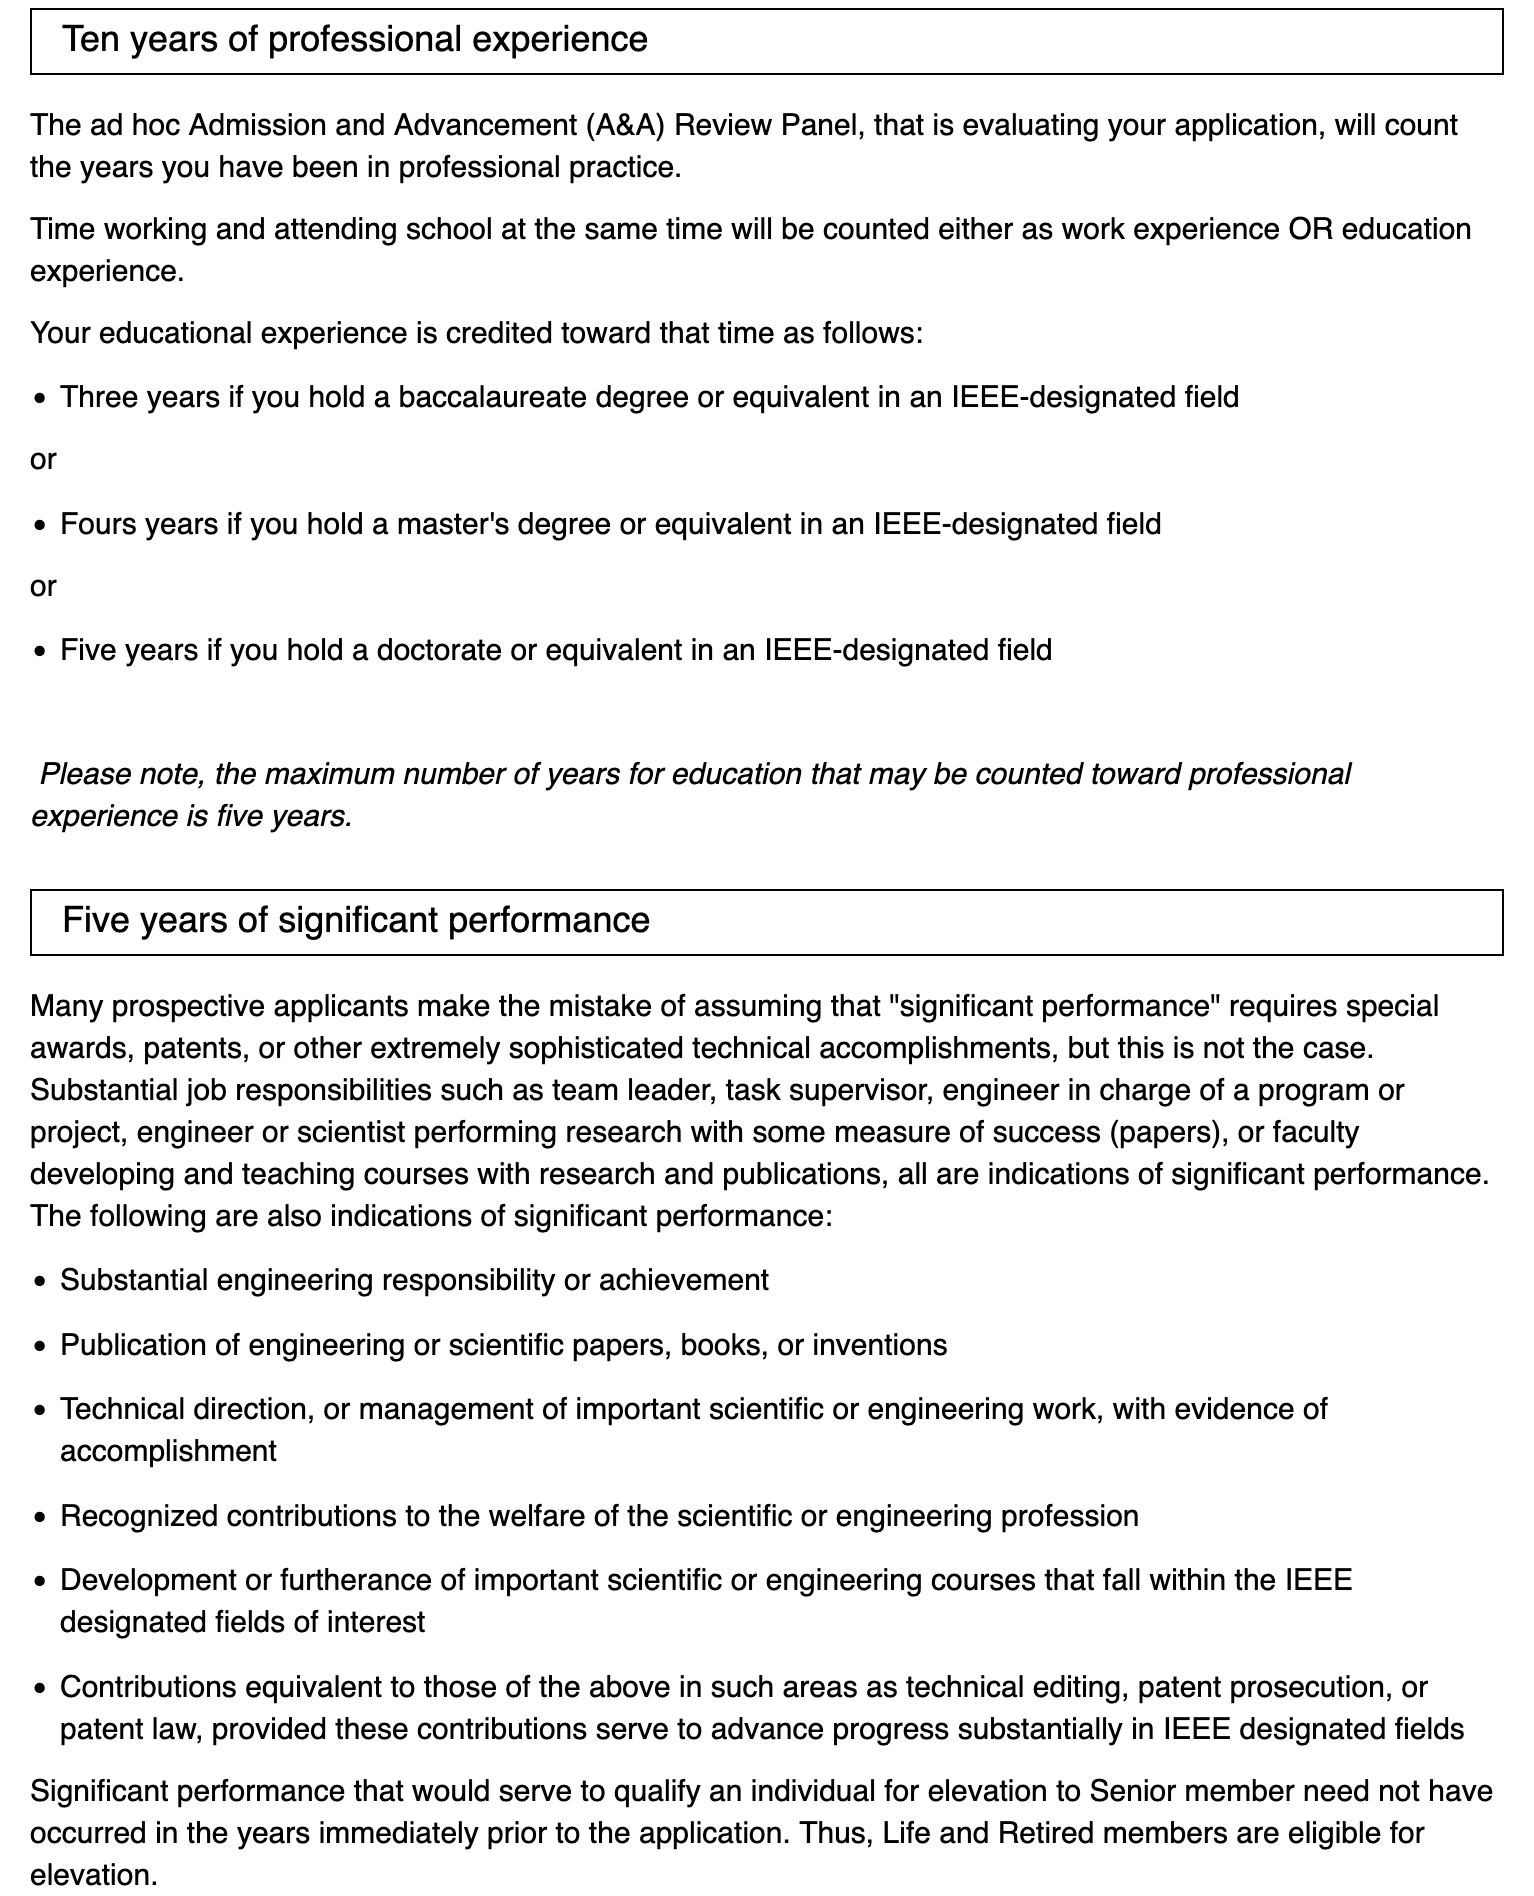 Ten years of professional experience
The ad hoc Admission and Advancement (A&A) Review Panel, that is evaluating your application, will count
the years you have been in professional practice.
Time working and attending school at the same time will be counted either as work experience OR education
experience.
Your educational experience is credited toward that time as follows:
• Three years if you hold a baccalaureate degree or equivalent in an IEEE-designated field
or
• Fours years if you hold a master's degree or equivalent in an IEEE-designated field
or
• Five years if you hold a doctorate or equivalent in an IEEE-designated field
Please note, the maximum number of years for education that may be counted toward professional
experience is five years.
Five years of significant performance
Many prospective applicants make the mistake of assuming that "significant performance" requires special
awards, patents, or other extremely sophisticated technical accomplishments, but this is not the case.
Substantial job responsibilities such as team leader, task supervisor, engineer in charge of a program or
project, engineer or scientist performing research with some measure of success (papers), or faculty
developing and teaching courses with research and publications, all are indications of significant performance.
The following are also indications of significant performance:
• Substantial engineering responsibility or achievement
• Publication of engineering or scientific papers, books, or inventions
• Technical direction, or management of important scientific or engineering work, with evidence of
accomplishment
• Recognized contributions to the welfare of the scientific or engineering profession
• Development or furtherance of important scientific or engineering courses that fall within the IEEE
designated fields of interest
• Contributions equivalent to those of the above in such areas as technical editing, patent prosecution, or
patent law, provided these contributions serve to advance progress substantially in IEEE designated fields
Significant performance that would serve to qualify an individual for elevation to Senior member need not have
occurred in the years immediately prior to the application. Thus, Life and Retired members are eligible for
elevation.